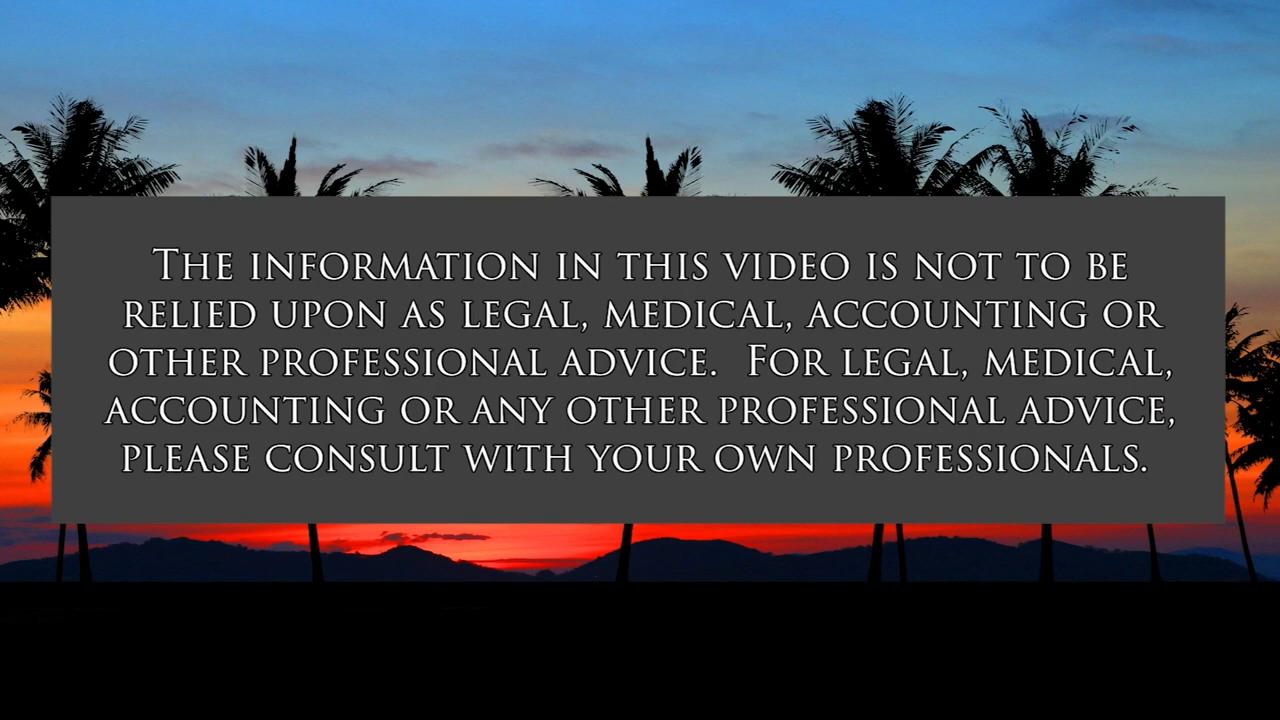 The information in this video is not to be
relied upon as legal, medical, accounting or
other professional advice.  For legal, medical,
accounting or any other professional advice,
please consult with your own professionals.